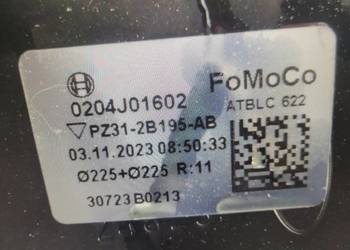 FoMoCo
0204J01602
ATBLC 622
▽PZ31-2B195-AB
03.11.2023 08:50:33
Ø225+Ø225 R:11
30723B0213